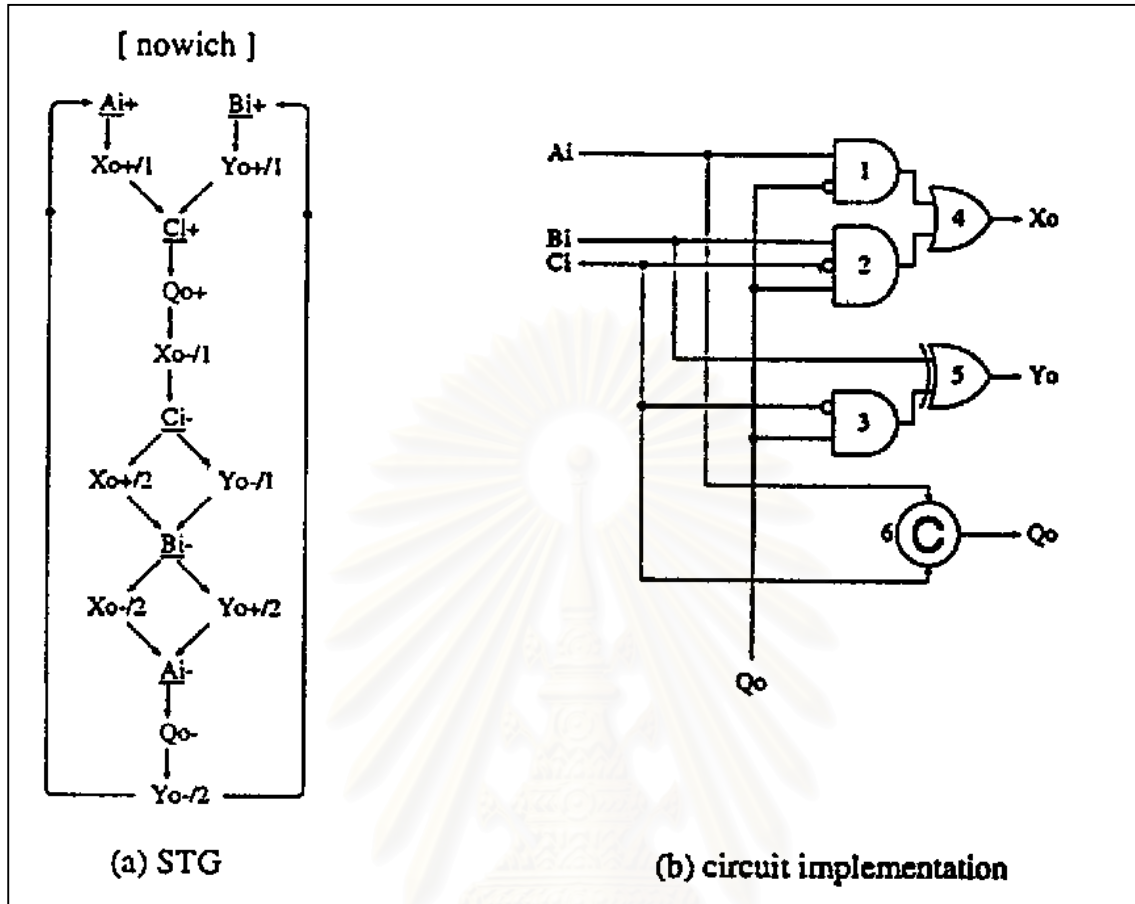 [ nowich ]
Ai+ Bi+
Xo+/1 Yo+/1
Ci+
Qo+
Xo-/1
Ci-
Xo+/2 Yo-/1
Bi-
Xo-/2 Yo+/2
Ai-
Qo-
Yo-/2
(a) STG
Ai
Bi
Ci
1
2
3
4
5
6
C
Xo
Yo
Qo
Qo
(b) circuit implementation